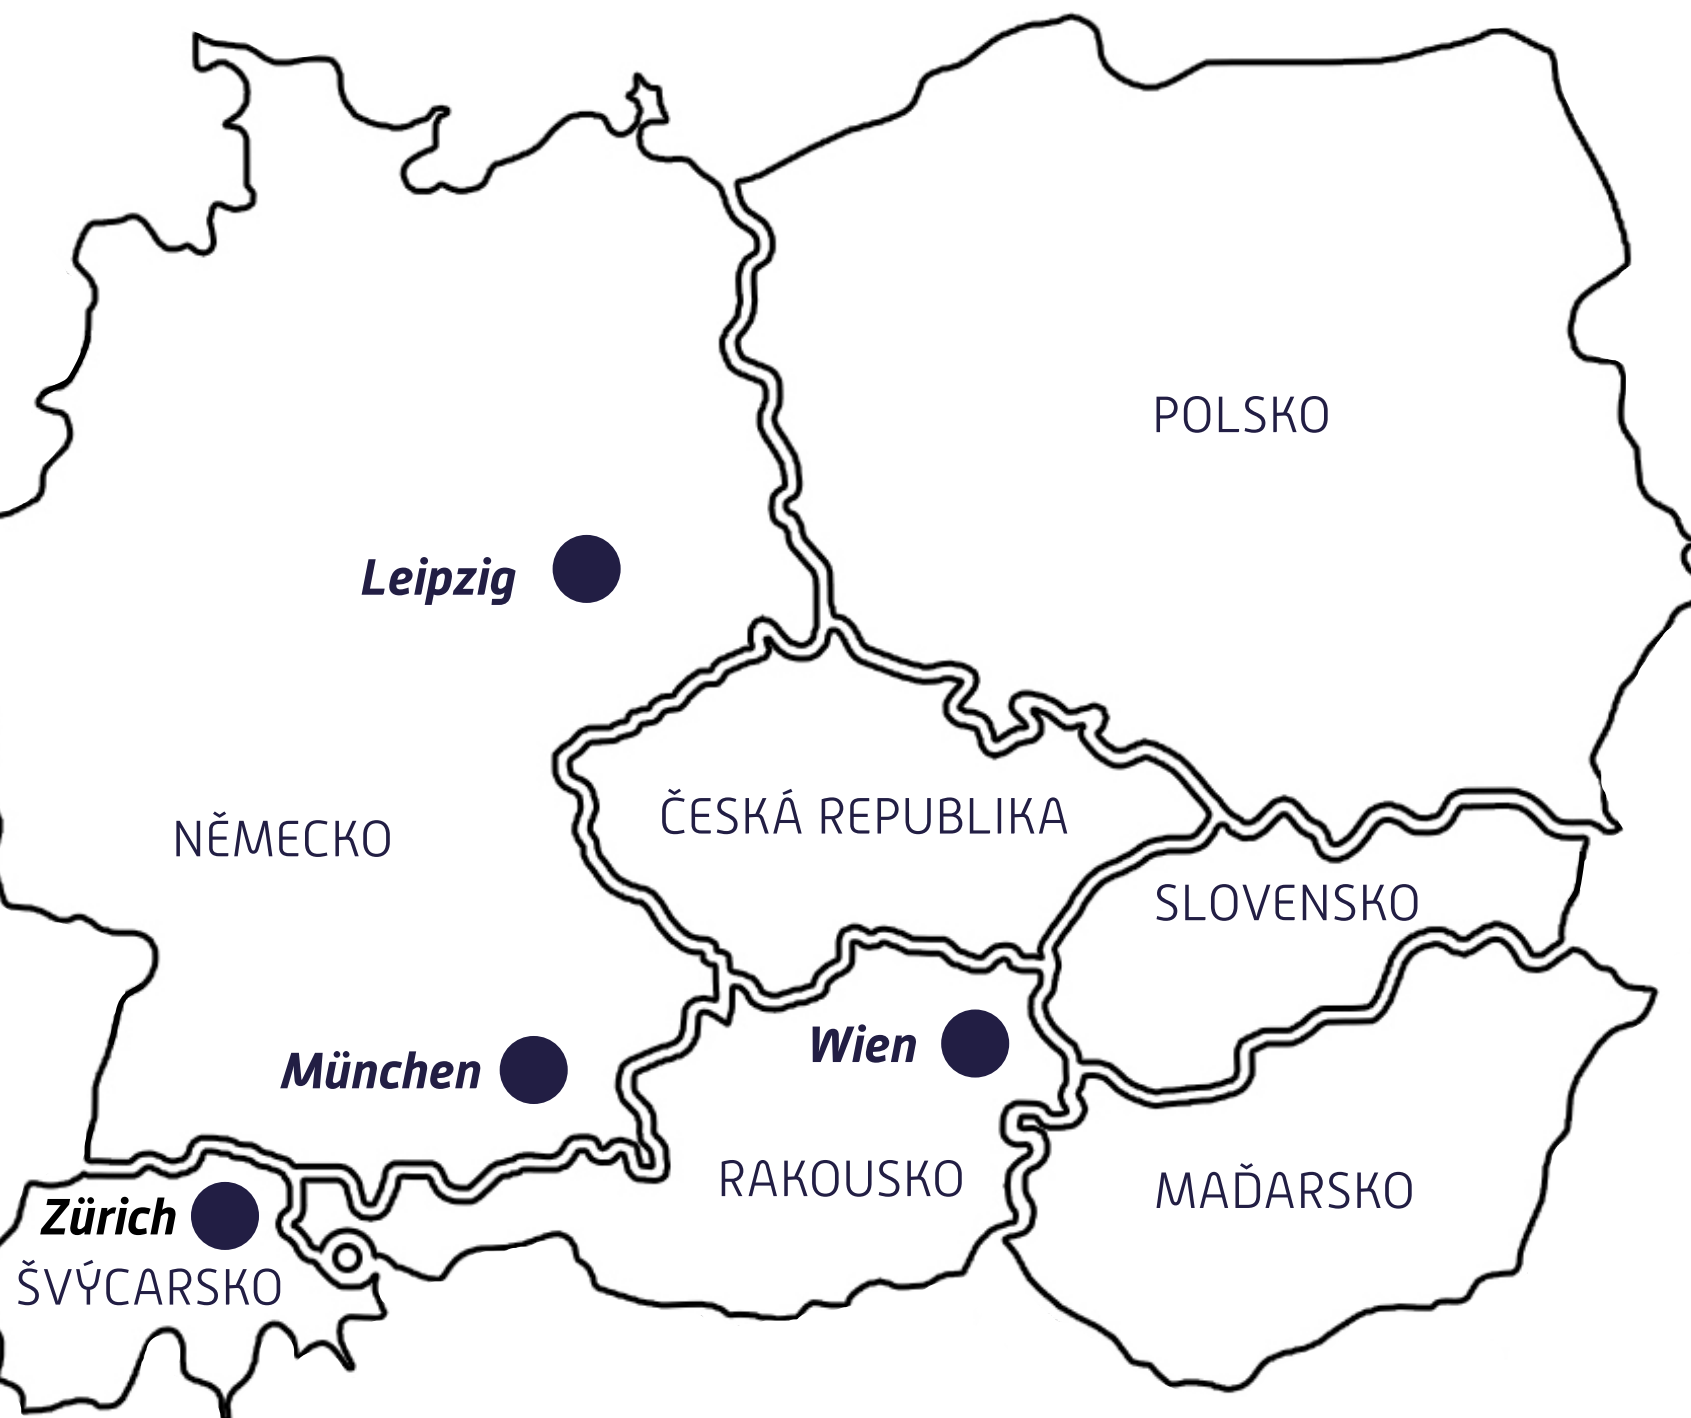 POLSKO
Leipzig
ČESKÁ REPUBLIKA
NĚMECKO
SLOVENSKO
Wien
München
RAKOUSKO
MAĎARSKO
Zürich
ŠVÝCARSKO